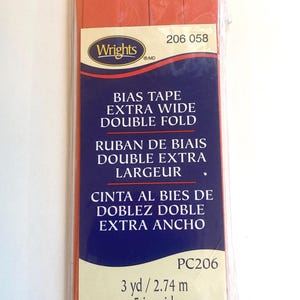 206 058
Wrights
®/MD
BIAS TAPE
EXTRA WIDE
DOUBLE FOLD
RUBAN DE BIAIS
DOUBLE EXTRA
LARGEUR
CINTA AL BIES DE
DOBLEZ DOBLE
EXTRA ANCHO
PC206
3 yd / 2.74 m